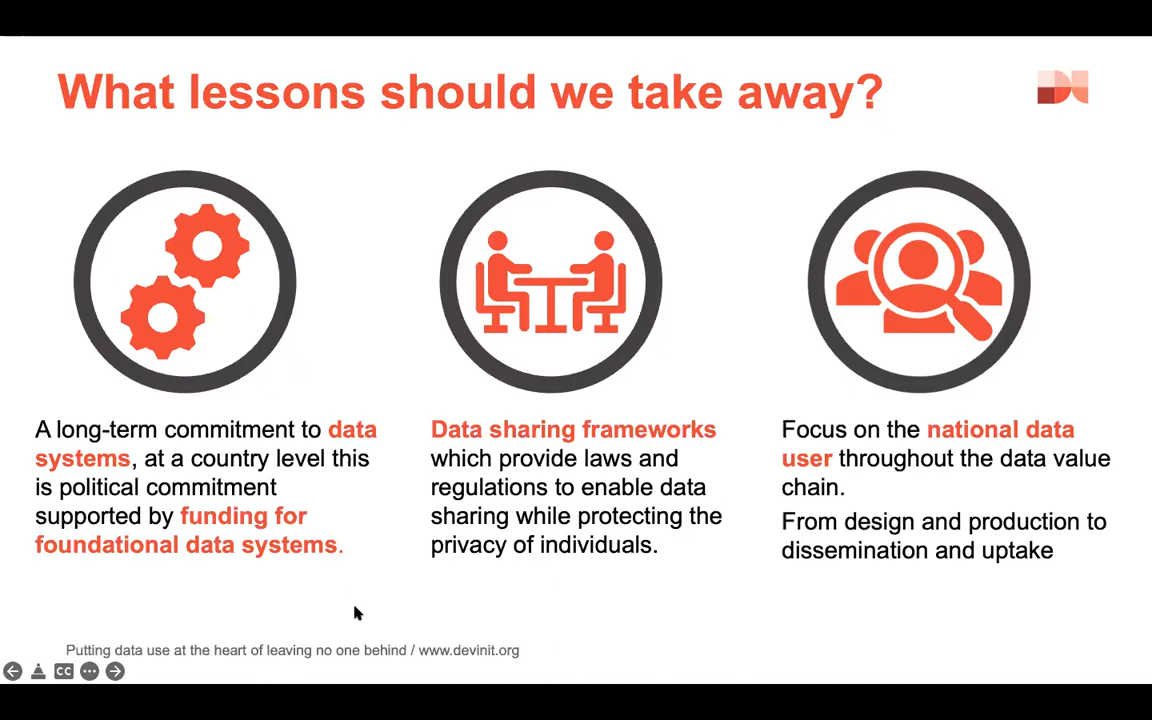 What lessons should we take away?
A long-term commitment to data
systems, at a country level this
is political commitment
supported by funding for
foundational data systems.
Data sharing frameworks
which provide laws and
regulations to enable data
sharing while protecting the
privacy of individuals.
Focus on the national data
user throughout the data value
chain.
From design and production to
dissemination and uptake
Putting data use at the heart of leaving no one behind / www.devinit.org
CC